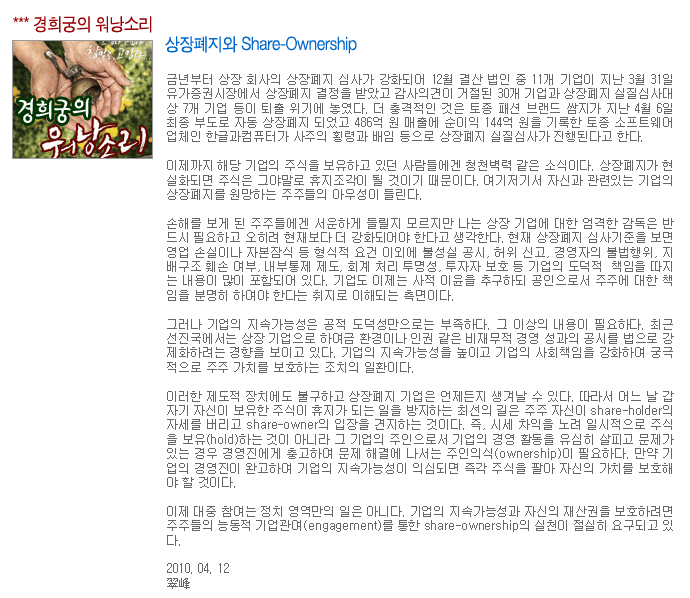 *** 경희궁의 워낭소리
경희궁의
워낭소리
상장폐지와 Share-Ownership
금년부터 상장 회사의 상장폐지 심사가 강화되어 12월 결산 법인 중 11개 기업이 지난 3월 31일
유가증권시장에서 상장폐지 결정을 받았고 감사의견이 거절된 30개 기업과 상장폐지 실질심사대
상 7개 기업 등이 퇴출 위기에 놓였다. 더 충격적인 것은 토종 패션 브랜드 쌈지가 지난 4월 6일
최종 부도로 자동 상장폐지 되었고 486억 원 매출에 순이익 144억 원을 기록한 토종 소프트웨어
업체인 한글과컴퓨터가 사주의 횡령과 배임 등으로 상장폐지 실질심사가 진행된다고 한다.
이제까지 해당 기업의 주식을 보유하고 있던 사람들에겐 청천벽력 같은 소식이다. 상장폐지가 현
실화되면 주식은 그야말로 휴지조각이 될 것이기 때문이다. 여기저기서 자신과 관련있는 기업의
상장폐지를 원망하는 주주들의 아우성이 들린다.
손해를 보게 된 주주들에겐 서운하게 들릴지 모르지만 나는 상장 기업에 대한 엄격한 감독은 반
드시 필요하고 오히려 현재보다 더 강화되어야 한다고 생각한다. 현재 상장폐지 심사기준을 보면
영업 손실이나 자본잠식 등 형식적 요건 이외에 불성실 공시, 허위 신고, 경영자의 불법행위, 지
배구조 훼손 여부, 내부통제 제도, 회계 처리 투명성, 투자자 보호 등 기업의 도덕적 책임을 따지
는 내용이 많이 포함되어 있다. 기업도 이제는 사적 이윤을 추구하되 공인으로서 주주에 대한 책
임을 분명히 하여야 한다는 취지로 이해되는 측면이다.
그러나 기업의 지속가능성은 공적 도덕성만으로는 부족하다. 그 이상의 내용이 필요하다. 최근
선진국에서는 상장 기업으로 하여금 환경이나 인권 같은 비재무적 경영 성과의 공시를 법으로 강
제화하려는 경향을 보이고 있다. 기업의 지속가능성을 높이고 기업의 사회책임을 강화하여 궁극
적으로 주주 가치를 보호하는 조치의 일환이다.
이러한 제도적 장치에도 불구하고 상장폐지 기업은 언제든지 생겨날 수 있다. 따라서 어느 날 갑
자기 자신이 보유한 주식이 휴지가 되는 일을 방지하는 최선의 길은 주주 자신이 share-holder의
자세를 버리고 share-owner의 입장을 견지하는 것이다. 즉, 시세 차익을 노려 일시적으로 주식
을 보유(hold)하는 것이 아니라 그 기업의 주인으로서 기업의 경영 활동을 유심히 살피고 문제가
있는 경우 경영진에게 충고하며 문제 해결에 나서는 주인의식(ownership)이 필요하다. 만약 기
업의 경영진이 완고하여 기업의 지속가능성이 의심되면 즉각 주식을 팔아 자신의 가치를 보호해
야 할 것이다.
이제 대중 참여는 정치 영역만의 일은 아니다. 기업의 지속가능성과 자신의 재산권을 보호하려면
주주들의 능동적 기업관여(engagement)를 통한 share-ownership의 실천이 절실히 요구되고 있
다.
2010. 04. 12
翠峰